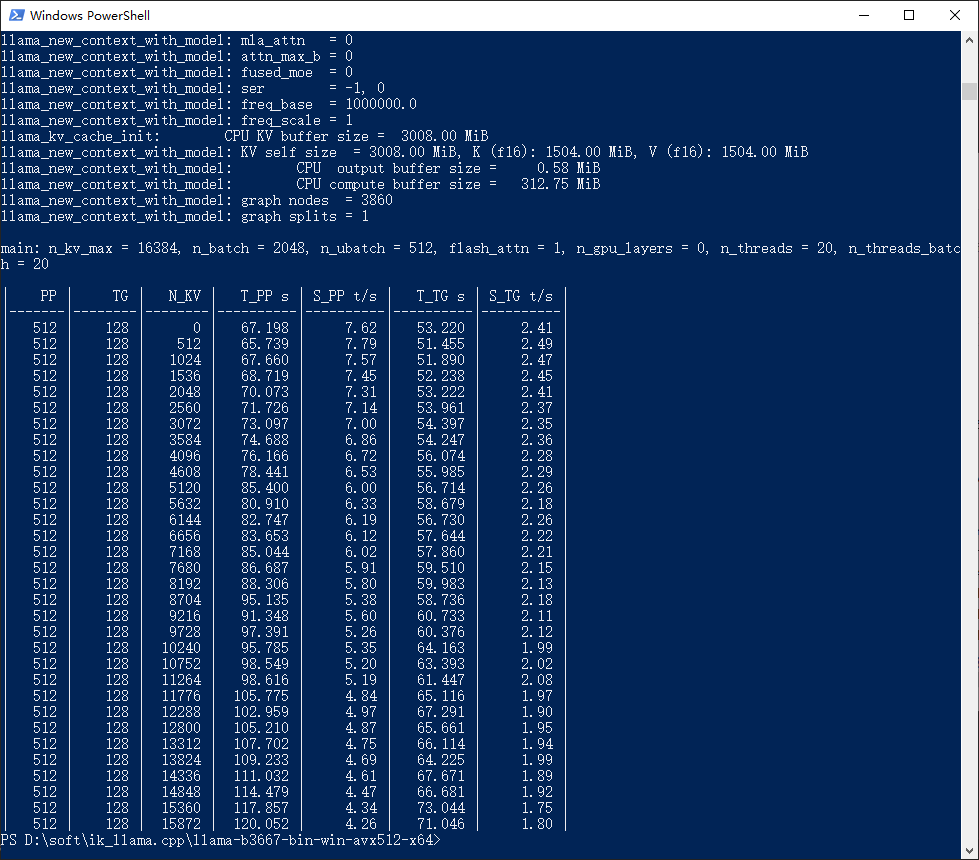 Windows PowerShell
llama_new_context_with_model: mla_attn   = 0
llama_new_context_with_model: attn_max_b = 0
llama_new_context_with_model: fused_moe  = 0
llama_new_context_with_model: ser        = -1, 0
llama_new_context_with_model: freq_base  = 1000000.0
llama_new_context_with_model: freq_scale = 1
llama_kv_cache_init:        CPU KV buffer size =  3008.00 MiB
llama_new_context_with_model: KV self size  = 3008.00 MiB, K (f16): 1504.00 MiB, V (f16): 1504.00 MiB
llama_new_context_with_model:        CPU  output buffer size =     0.58 MiB
llama_new_context_with_model:        CPU compute buffer size =   312.75 MiB
llama_new_context_with_model: graph nodes  = 3860
llama_new_context_with_model: graph splits = 1
main: n_kv_max = 16384, n_batch = 2048, n_ubatch = 512, flash_attn = 1, n_gpu_layers = 0, n_threads = 20, n_threads_batc
h = 20
|    PP |     TG |   N_KV |   T_PP s | S_PP t/s |   T_TG s | S_TG t/s |
|-------|--------|--------|----------|----------|----------|----------|
|   512 |    128 |      0 |   67.198 |     7.62 |   53.220 |     2.41 |
|   512 |    128 |    512 |   65.739 |     7.79 |   51.455 |     2.49 |
|   512 |    128 |   1024 |   67.660 |     7.57 |   51.890 |     2.47 |
|   512 |    128 |   1536 |   68.719 |     7.45 |   52.238 |     2.45 |
|   512 |    128 |   2048 |   70.073 |     7.31 |   53.222 |     2.41 |
|   512 |    128 |   2560 |   71.726 |     7.14 |   53.961 |     2.37 |
|   512 |    128 |   3072 |   73.097 |     7.00 |   54.397 |     2.35 |
|   512 |    128 |   3584 |   74.688 |     6.86 |   54.247 |     2.36 |
|   512 |    128 |   4096 |   76.166 |     6.72 |   56.074 |     2.28 |
|   512 |    128 |   4608 |   78.441 |     6.53 |   55.985 |     2.29 |
|   512 |    128 |   5120 |   85.400 |     6.00 |   56.714 |     2.26 |
|   512 |    128 |   5632 |   80.910 |     6.33 |   58.679 |     2.18 |
|   512 |    128 |   6144 |   82.747 |     6.19 |   56.730 |     2.26 |
|   512 |    128 |   6656 |   83.653 |     6.12 |   57.644 |     2.22 |
|   512 |    128 |   7168 |   85.044 |     6.02 |   57.860 |     2.21 |
|   512 |    128 |   7680 |   86.687 |     5.91 |   59.510 |     2.15 |
|   512 |    128 |   8192 |   88.306 |     5.80 |   59.983 |     2.13 |
|   512 |    128 |   8704 |   95.135 |     5.38 |   58.736 |     2.18 |
|   512 |    128 |   9216 |   91.348 |     5.60 |   60.733 |     2.11 |
|   512 |    128 |   9728 |   97.391 |     5.26 |   60.376 |     2.12 |
|   512 |    128 |  10240 |   95.785 |     5.35 |   64.163 |     1.99 |
|   512 |    128 |  10752 |   98.549 |     5.20 |   63.393 |     2.02 |
|   512 |    128 |  11264 |   98.616 |     5.19 |   61.447 |     2.08 |
|   512 |    128 |  11776 |  105.775 |     4.84 |   65.116 |     1.97 |
|   512 |    128 |  12288 |  102.959 |     4.97 |   67.291 |     1.90 |
|   512 |    128 |  12800 |  105.210 |     4.87 |   65.661 |     1.95 |
|   512 |    128 |  13312 |  107.702 |     4.75 |   66.114 |     1.94 |
|   512 |    128 |  13824 |  109.233 |     4.69 |   64.225 |     1.99 |
|   512 |    128 |  14336 |  111.032 |     4.61 |   67.671 |     1.89 |
|   512 |    128 |  14848 |  114.479 |     4.47 |   66.681 |     1.92 |
|   512 |    128 |  15360 |  117.857 |     4.34 |   73.044 |     1.75 |
|   512 |    128 |  15872 |  120.052 |     4.26 |   71.046 |     1.80 |
PS D:\soft\ik_llama.cpp\llama-b3667-bin-win-avx512-x64>